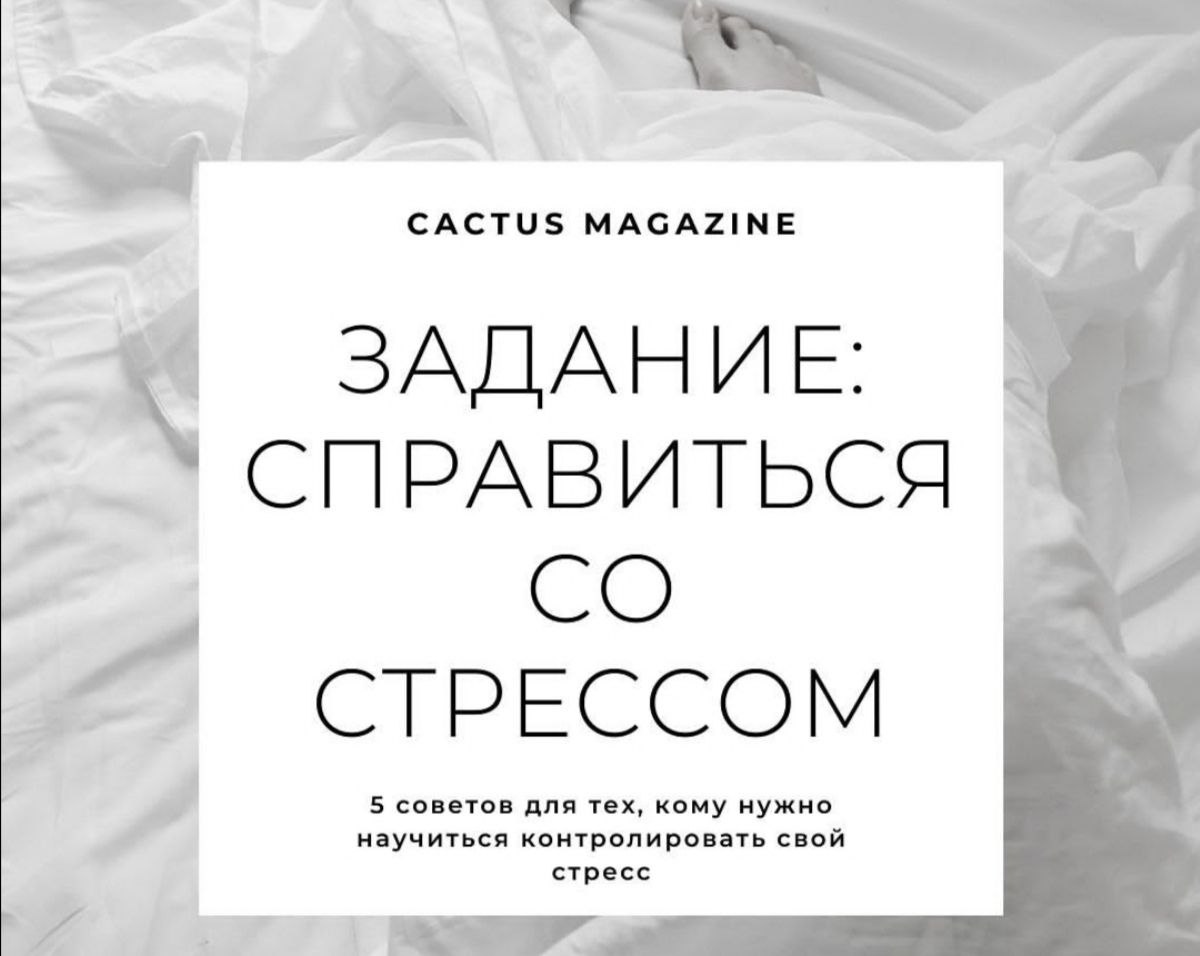 CACTUS MAGAZINE
ЗАДАНИЕ:
СПРАВИТЬСЯ
СО
СТРЕССОМ
5 советов для тех, кому нужно
научиться контролировать свой
стресс